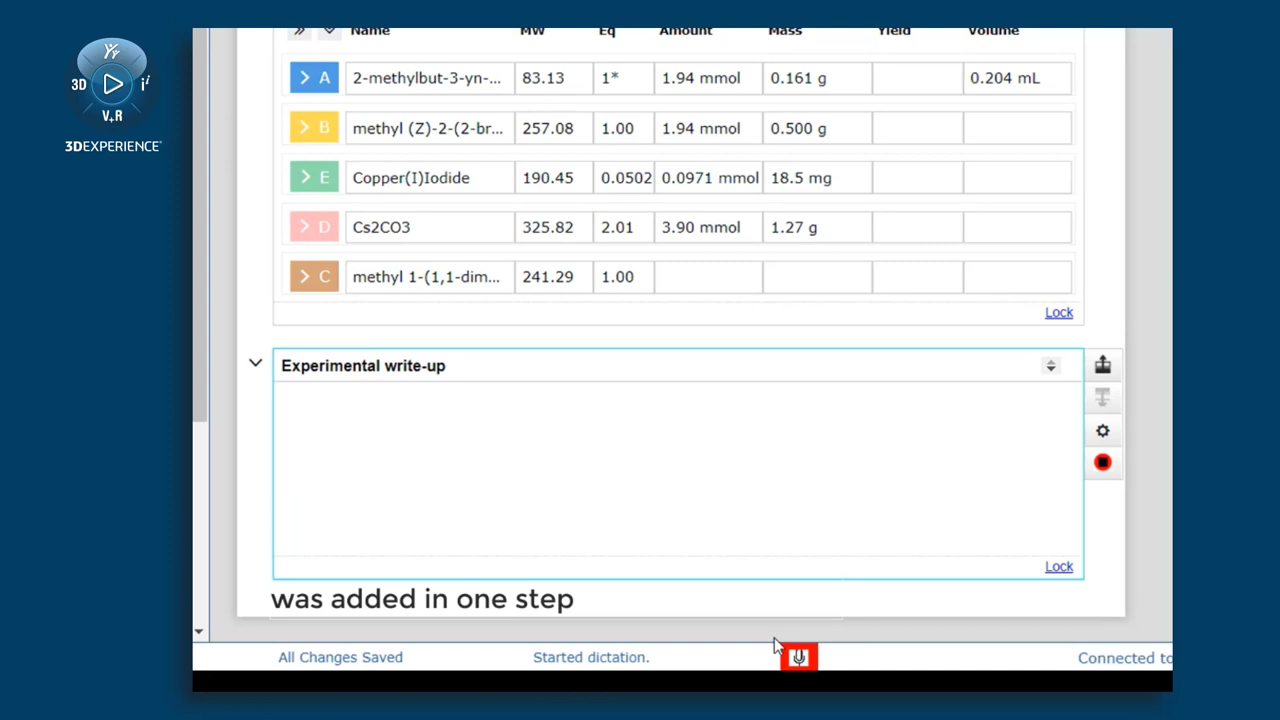 3D
V+R
3DEXPERIENCE
Name MW Eq Amount Mass Yield Volume
A 2-methylbut-3-yn-... 83.13 1* 1.94 mmol 0.161 g 0.204 mL
B methyl (Z)-2-(2-br... 257.08 1.00 1.94 mmol 0.500 g
E Copper(I)Iodide 190.45 0.0502 0.0971 mmol 18.5 mg
D Cs2CO3 325.82 2.01 3.90 mmol 1.27 g
C methyl 1-(1,1-dim... 241.29 1.00
Lock
Experimental write-up
Lock
was added in one step
All Changes Saved Started dictation. Connected to